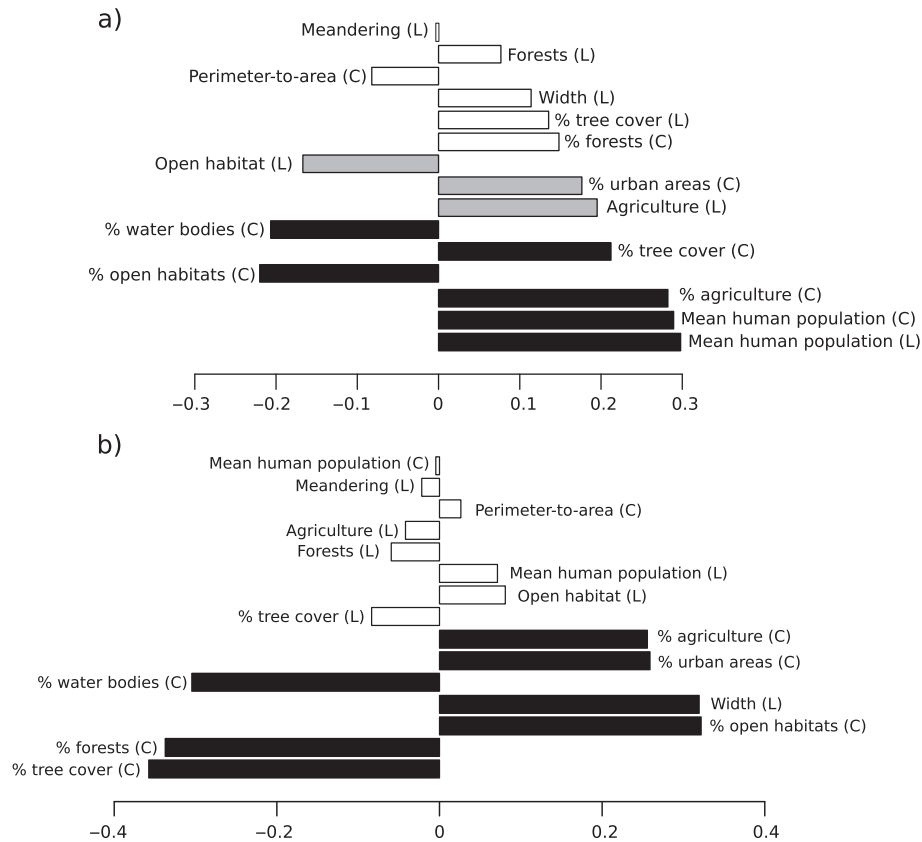 a)
Meandering (L)
Forests (L)
Perimeter-to-area (C)
Width (L)
% tree cover (L)
% forests (C)
Open habitat (L)
% urban areas (C)
Agriculture (L)
% water bodies (C)
% tree cover (C)
% open habitats (C)
% agriculture (C)
Mean human population (C)
Mean human population (L)
−0.3 −0.2 −0.1 0 0.1 0.2 0.3
b)
Mean human population (C)
Meandering (L)
Perimeter-to-area (C)
Agriculture (L)
Forests (L)
Mean human population (L)
Open habitat (L)
% tree cover (L)
% agriculture (C)
% urban areas (C)
% water bodies (C)
Width (L)
% open habitats (C)
% forests (C)
% tree cover (C)
−0.4 −0.2 0 0.2 0.4